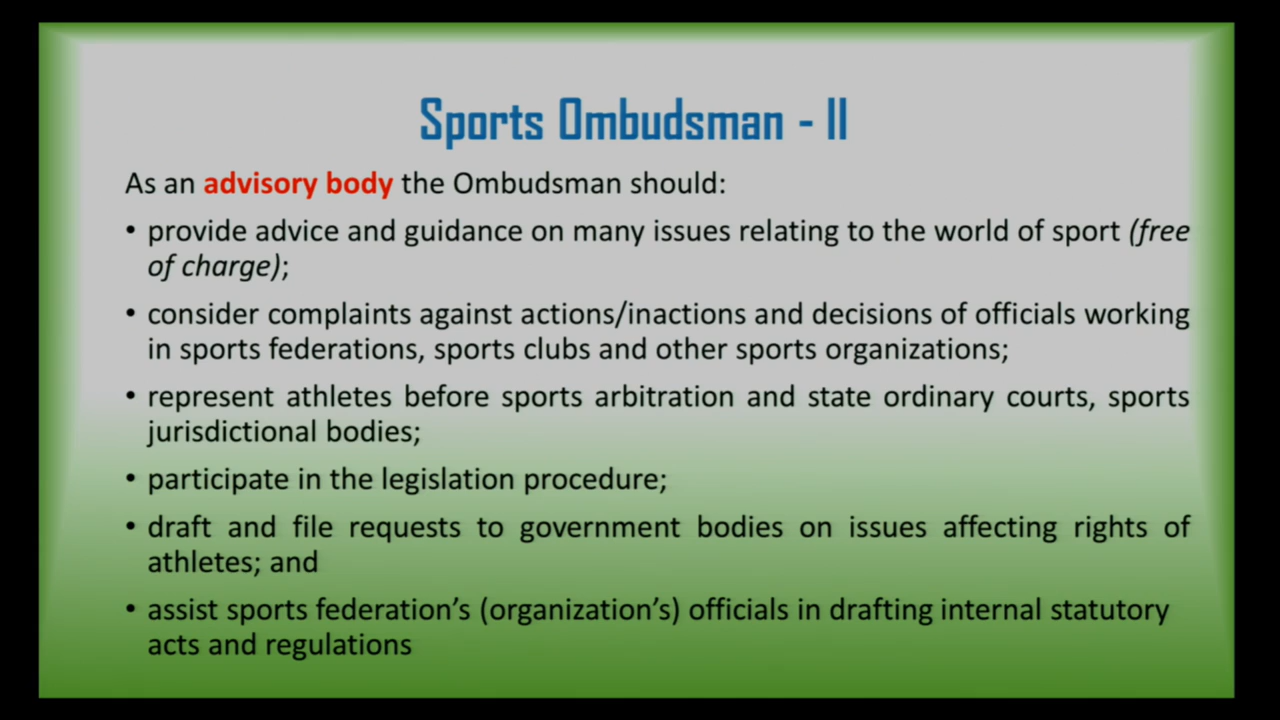 Sports Ombudsman - II
As an advisory body the Ombudsman should:
• provide advice and guidance on many issues relating to the world of sport (free
of charge);
• consider complaints against actions/inactions and decisions of officials working
in sports federations, sports clubs and other sports organizations;
• represent athletes before sports arbitration and state ordinary courts, sports
jurisdictional bodies;
• participate in the legislation procedure;
• draft and file requests to government bodies on issues affecting rights of
athletes; and
• assist sports federation’s (organization’s) officials in drafting internal statutory
acts and regulations